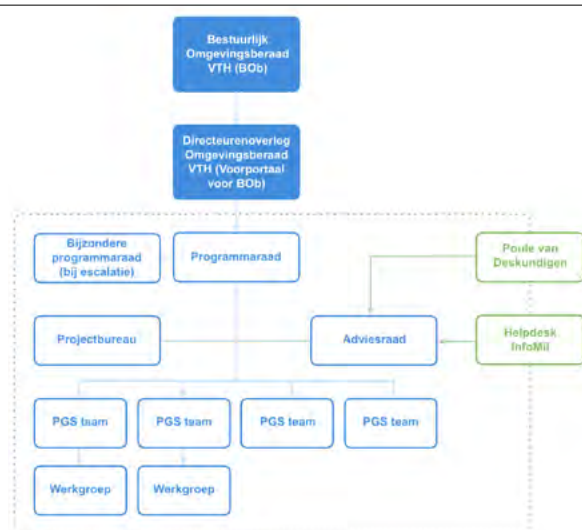 Bestuurlijk
Omgevingsberaad
VTH (BOb)
Directeurenoverleg
Omgevingsberaad
VTH (Voorportaal
voor BOb)
Bijzondere
programmaraad
(bij escalatie)
Programmaraad
Poule van
Deskundigen
Projectbureau
Adviesraad
Helpdesk
InfoMil
PGS team
PGS team
PGS team
PGS team
Werkgroep
Werkgroep